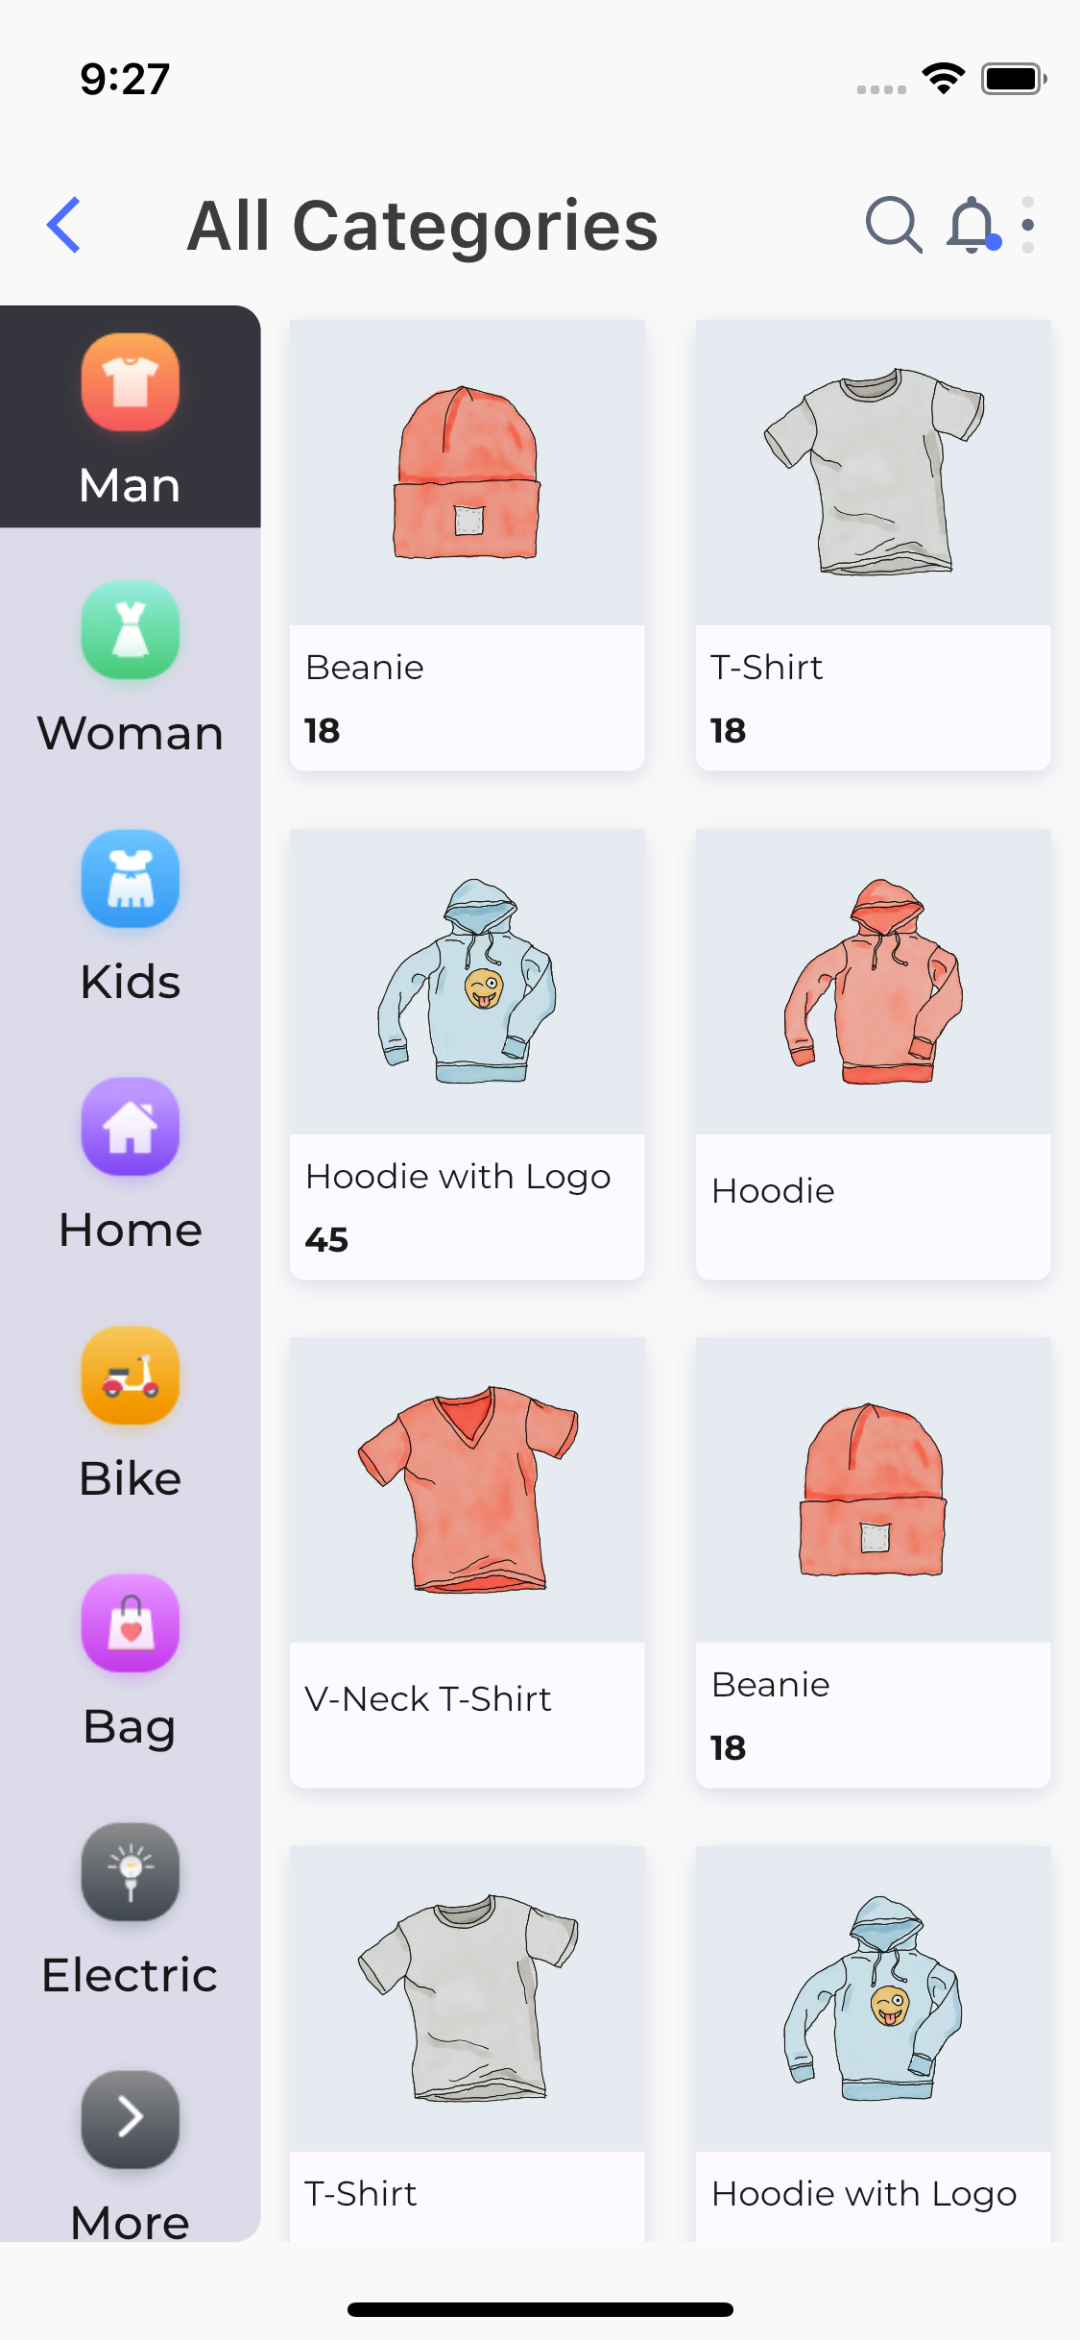 9:27
All Categories
Man
Woman
Kids
Home
Bike
Bag
Electric
More
Beanie
18
T-Shirt
18
Hoodie with Logo
45
Hoodie
V-Neck T-Shirt
Beanie
18
T-Shirt
Hoodie with Logo